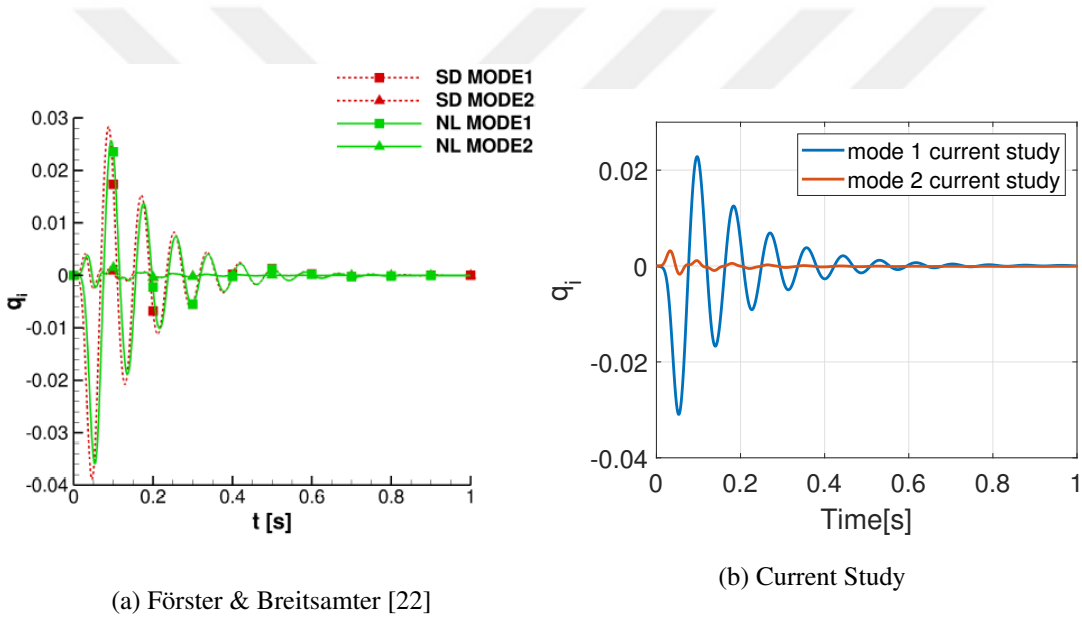 SD MODE1
SD MODE2
NL MODE1
NL MODE2
0.03
0.02
0.01
0
-0.01
-0.02
-0.03
-0.04
qi
0
0.2
0.4
0.6
0.8
1
t [s]
(a) Förster & Breitsamter [22]
mode 1 current study
mode 2 current study
0.02
0
-0.02
-0.04
qi
0
0.2
0.4
0.6
0.8
1
Time[s]
(b) Current Study